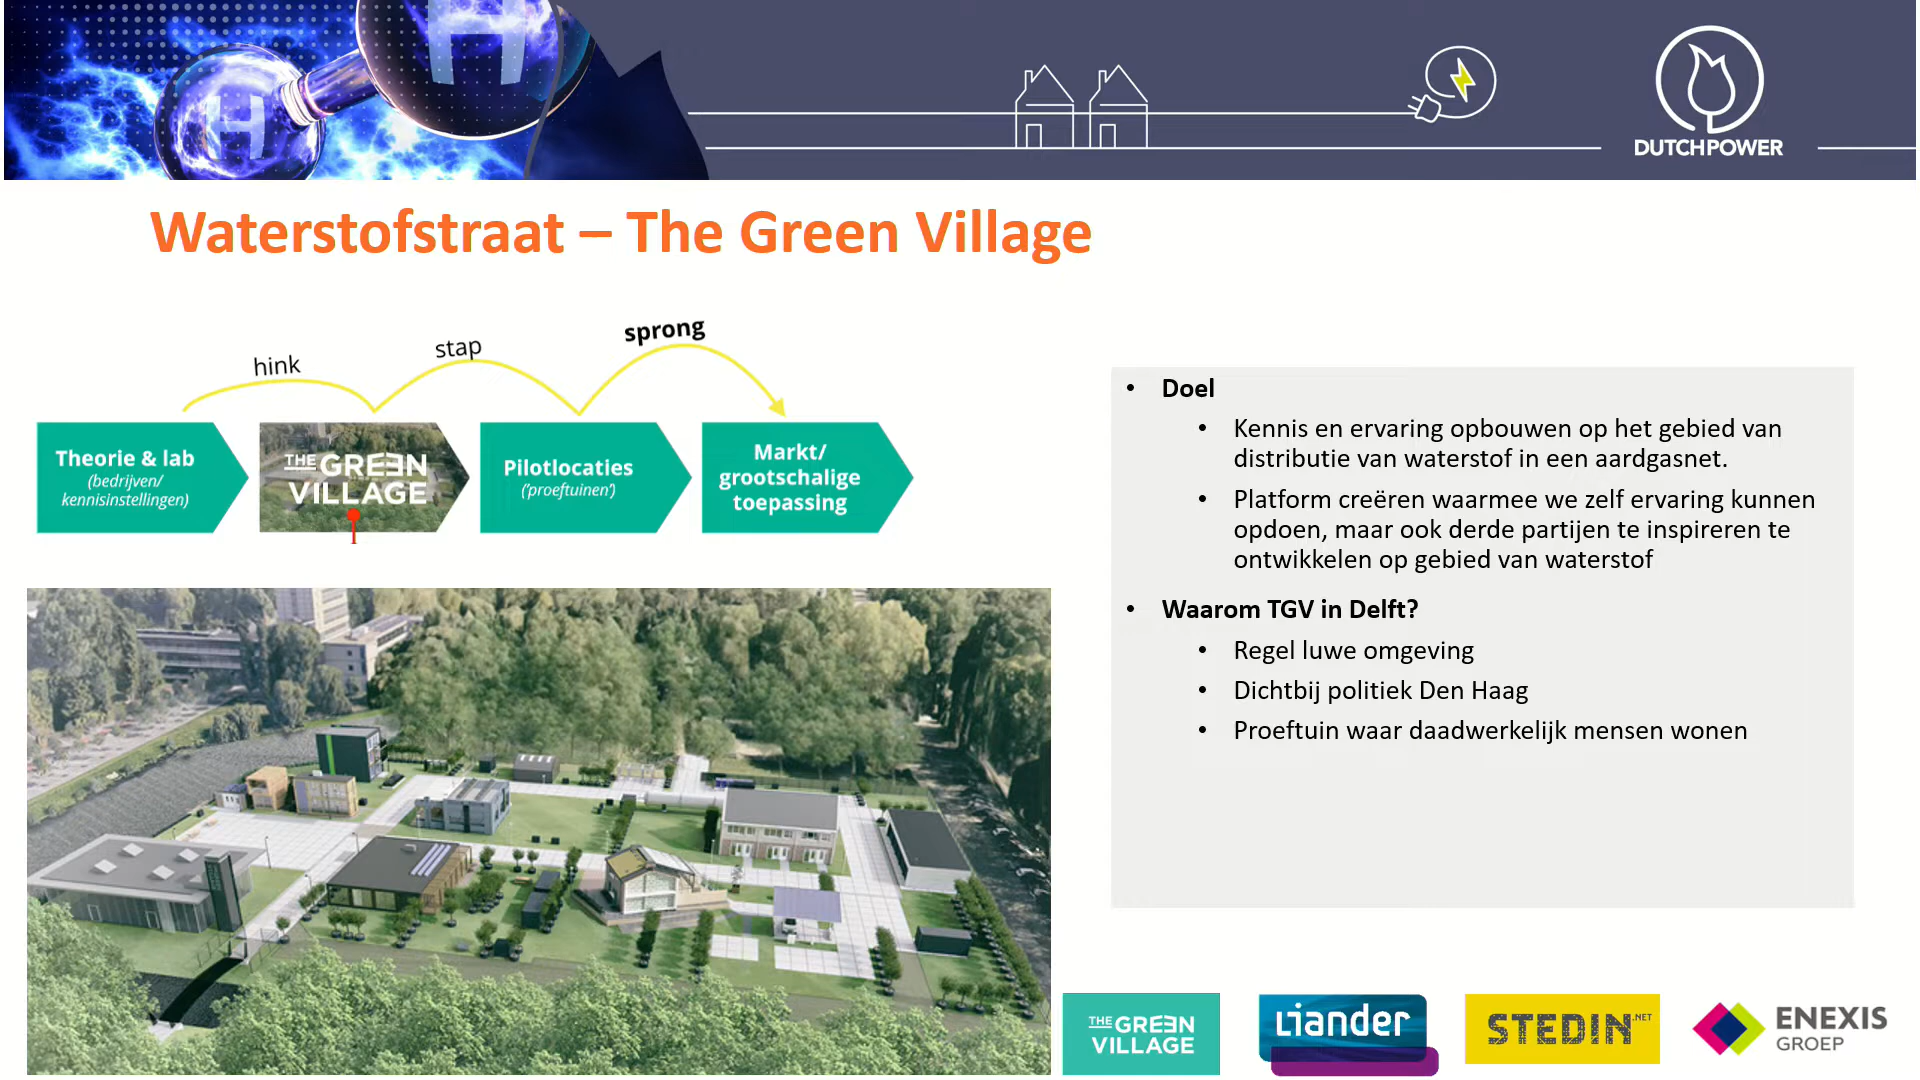 H
H
DUTCH POWER
Waterstofstraat – The Green Village
hink
stap
sprong
Theorie & lab
(bedrijven/
kennisinstellingen)
THE GREEN
VILLAGE
Pilotlocaties
('proeftuinen')
Markt/
grootschalige
toepassing
• Doel
• Kennis en ervaring opbouwen op het gebied van
distributie van waterstof in een aardgasnet.
• Platform creëren waarmee we zelf ervaring kunnen
opdoen, maar ook derde partijen te inspireren te
ontwikkelen op gebied van waterstof
• Waarom TGV in Delft?
• Regel luwe omgeving
• Dichtbij politiek Den Haag
• Proeftuin waar daadwerkelijk mensen wonen
THE GREEN
VILLAGE
Liander
STEDIN.NET
ENEXIS
GROEP